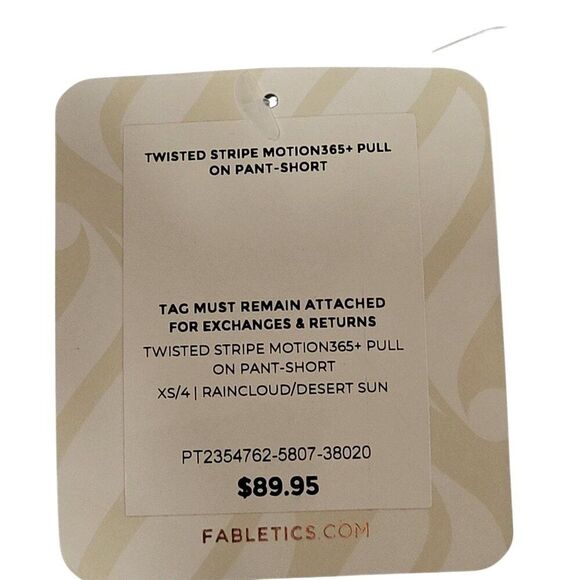 TWISTED STRIPE MOTION365+ PULL
ON PANT-SHORT
TAG MUST REMAIN ATTACHED
FOR EXCHANGES & RETURNS
TWISTED STRIPE MOTION365+ PULL
ON PANT-SHORT
XS/4 | RAINCLOUD/DESERT SUN
PT2354762-5807-38020
$89.95
FABLETICS.COM